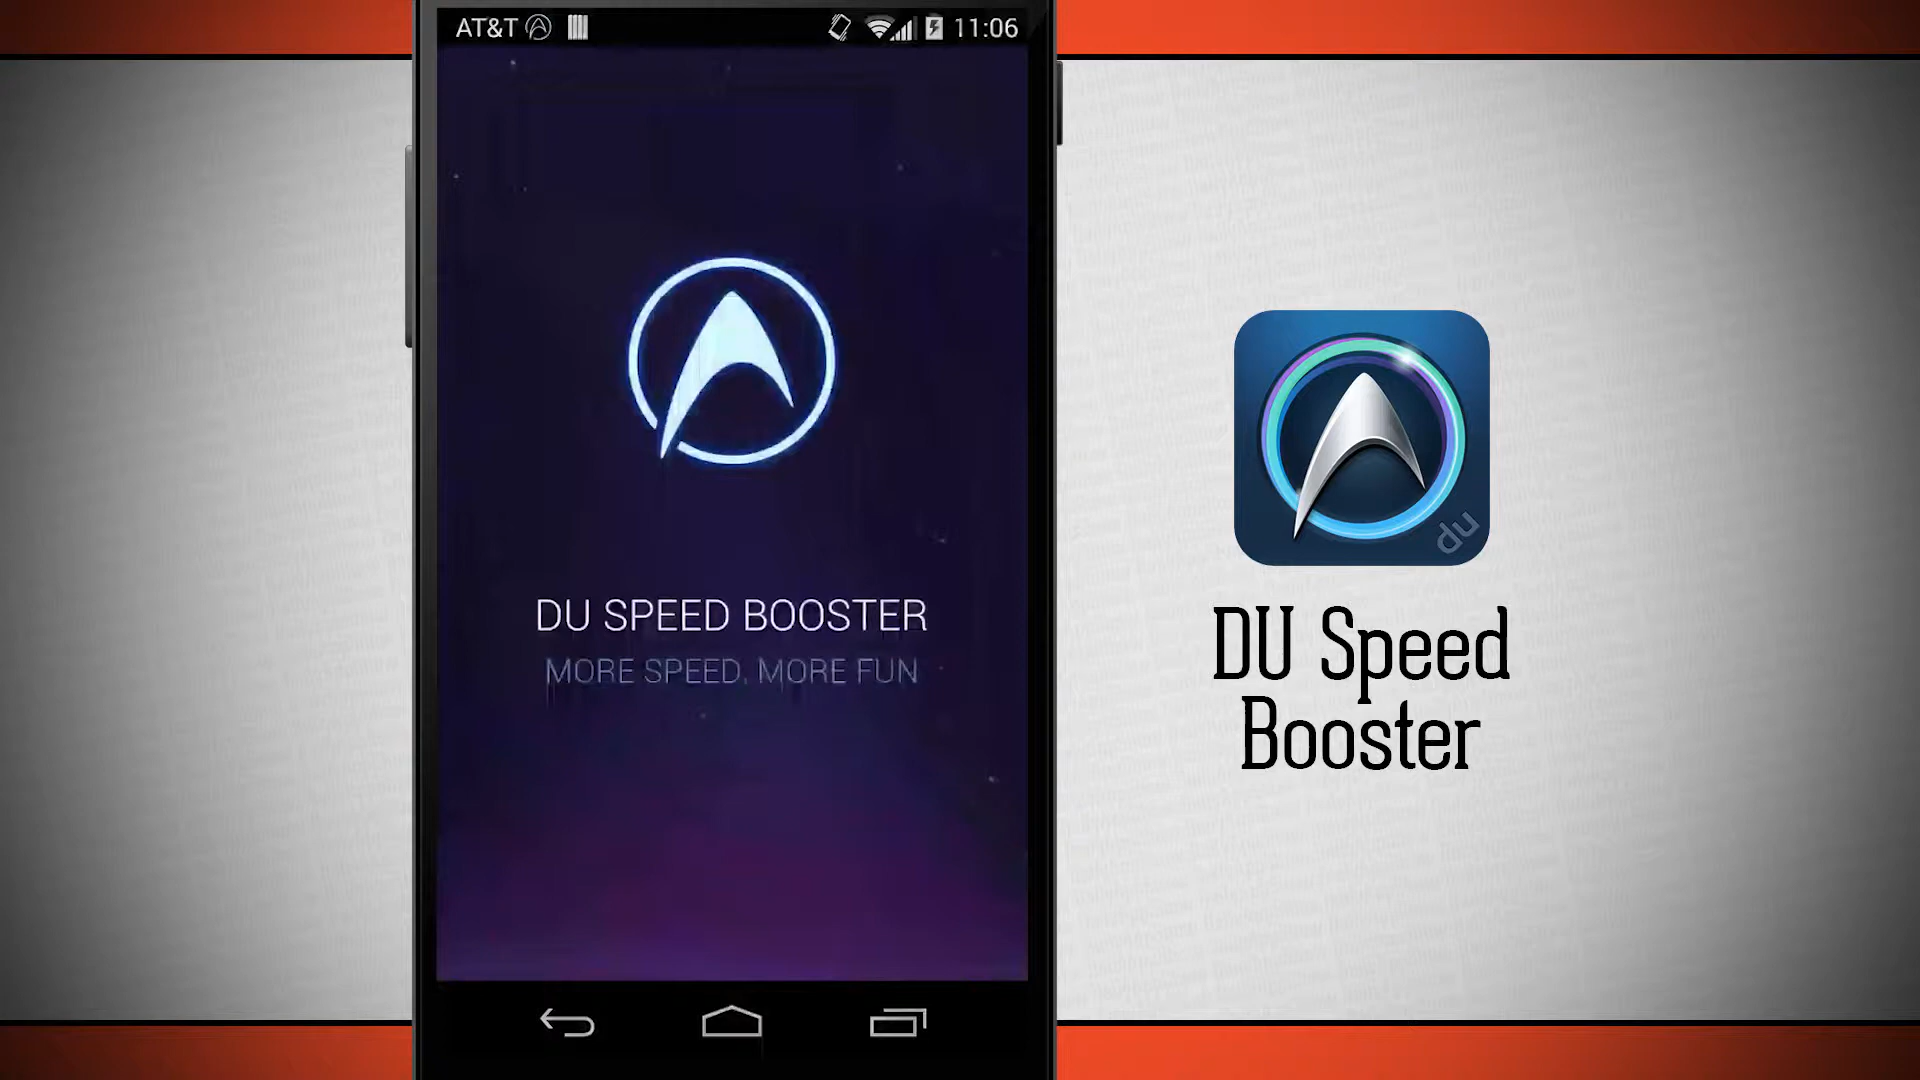 AT&T 11:06
DU SPEED BOOSTER
MORE SPEED, MORE FUN
du
DU Speed
Booster